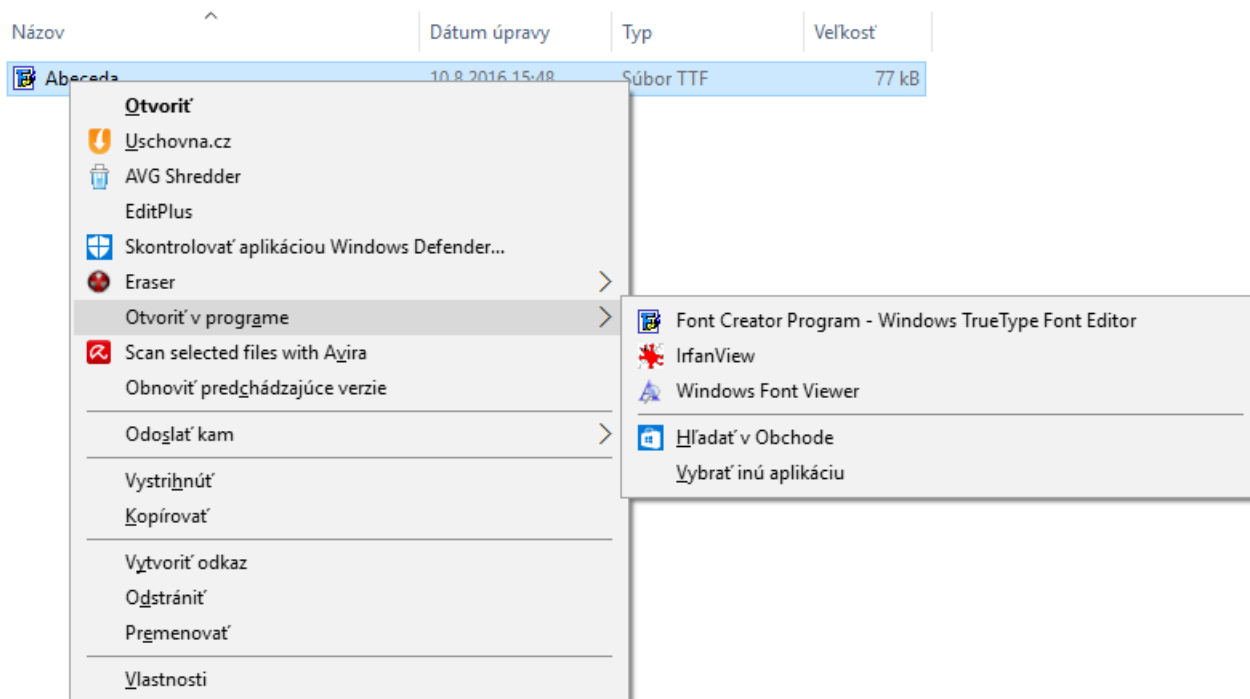 Názov Dátum úpravy Typ Veľkosť
Abeceda 10.8.2016 15:48 Súbor TTF 77 kB
Otvoriť
Uschovna.cz
AVG Shredder
EditPlus
Skontrolovať aplikáciou Windows Defender...
Eraser
Otvoriť v programe
Scan selected files with Avira
Obnoviť predchádzajúce verzie
Odoslať kam
Vystrihnúť
Kopírovať
Vytvoriť odkaz
Odstrániť
Premenovať
Vlastnosti
Font Creator Program - Windows TrueType Font Editor
IrfanView
Windows Font Viewer
Hľadať v Obchode
Vybrať inú aplikáciu